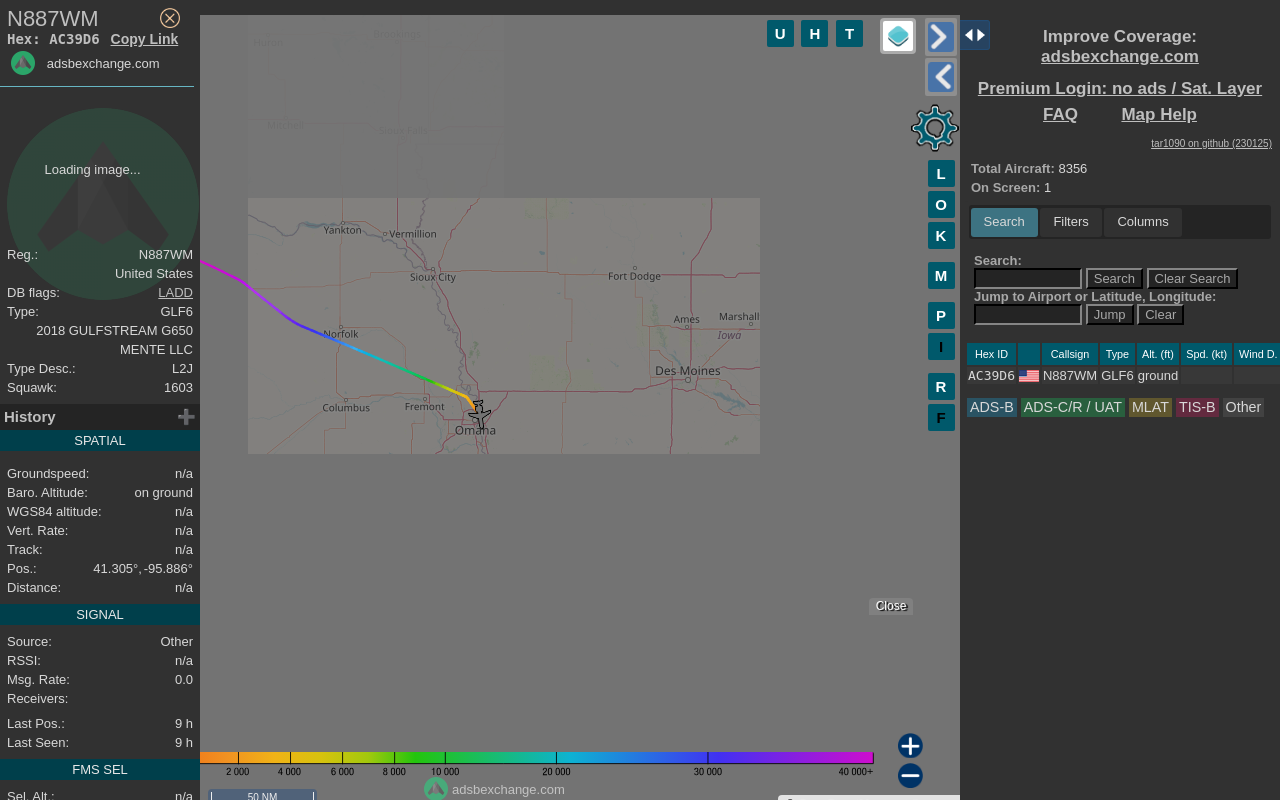 N887WM
Hex: AC39D6 Copy Link
adsbexchange.com
Loading image...
Reg.: N887WM
United States
DB flags: LADD
Type: GLF6
2018 GULFSTREAM G650
MENTE LLC
Type Desc.: L2J
Squawk: 1603
History
SPATIAL
Groundspeed: n/a
Baro. Altitude: on ground
WGS84 altitude: n/a
Vert. Rate: n/a
Track: n/a
Pos.: 41.305°, -95.886°
Distance: n/a
SIGNAL
Source: Other
RSSI: n/a
Msg. Rate: 0.0
Receivers:
Last Pos.: 9 h
Last Seen: 9 h
FMS SEL
Sel. Alt.: n/a
U H T
L
O
K
M
P
I
R
F
Yankton
Vermillion
Sioux City
Fort Dodge
Norfolk
Ames
Marshall
Iowa
Des Moines
Columbus
Fremont
Omaha
Close
2 000 4 000 6 000 8 000 10 000 20 000 30 000 40 000+
adsbexchange.com
50 NM
Improve Coverage:
adsbexchange.com
Premium Login: no ads / Sat. Layer
FAQ Map Help
tar1090 on github (230125)
Total Aircraft: 8356
On Screen: 1
Search Filters Columns
Search:
Search Clear Search
Jump to Airport or Latitude, Longitude:
Jump Clear
Hex ID Callsign Type Alt. (ft) Spd. (kt) Wind D.
AC39D6 N887WM GLF6 ground
ADS-B ADS-C/R / UAT MLAT TIS-B Other